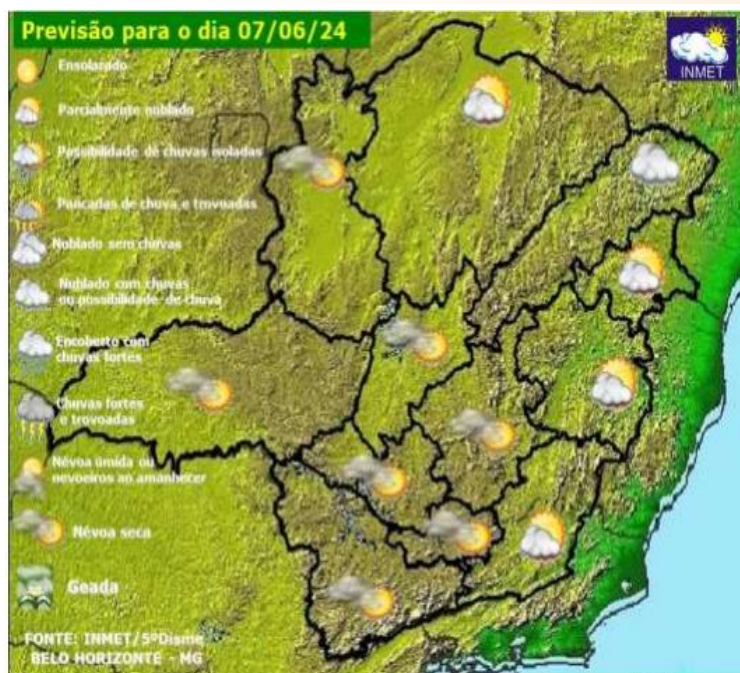 Previsão para o dia 07/06/24
INMET
Ensolarado
Parcialmente nublado
Possibilidade de chuvas isoladas
Pancadas de chuva e trovoadas
Nublado sem chuvas
Nublado com chuvas
ou possibilidade de chuva
Encoberto com
chuvas fortes
Chuvas fortes
e trovoadas
Névoa úmida ou
nevoeiros ao amanhecer
Névoa seca
Geada
FONTE: INMET/5ºDisme
BELO HORIZONTE - MG